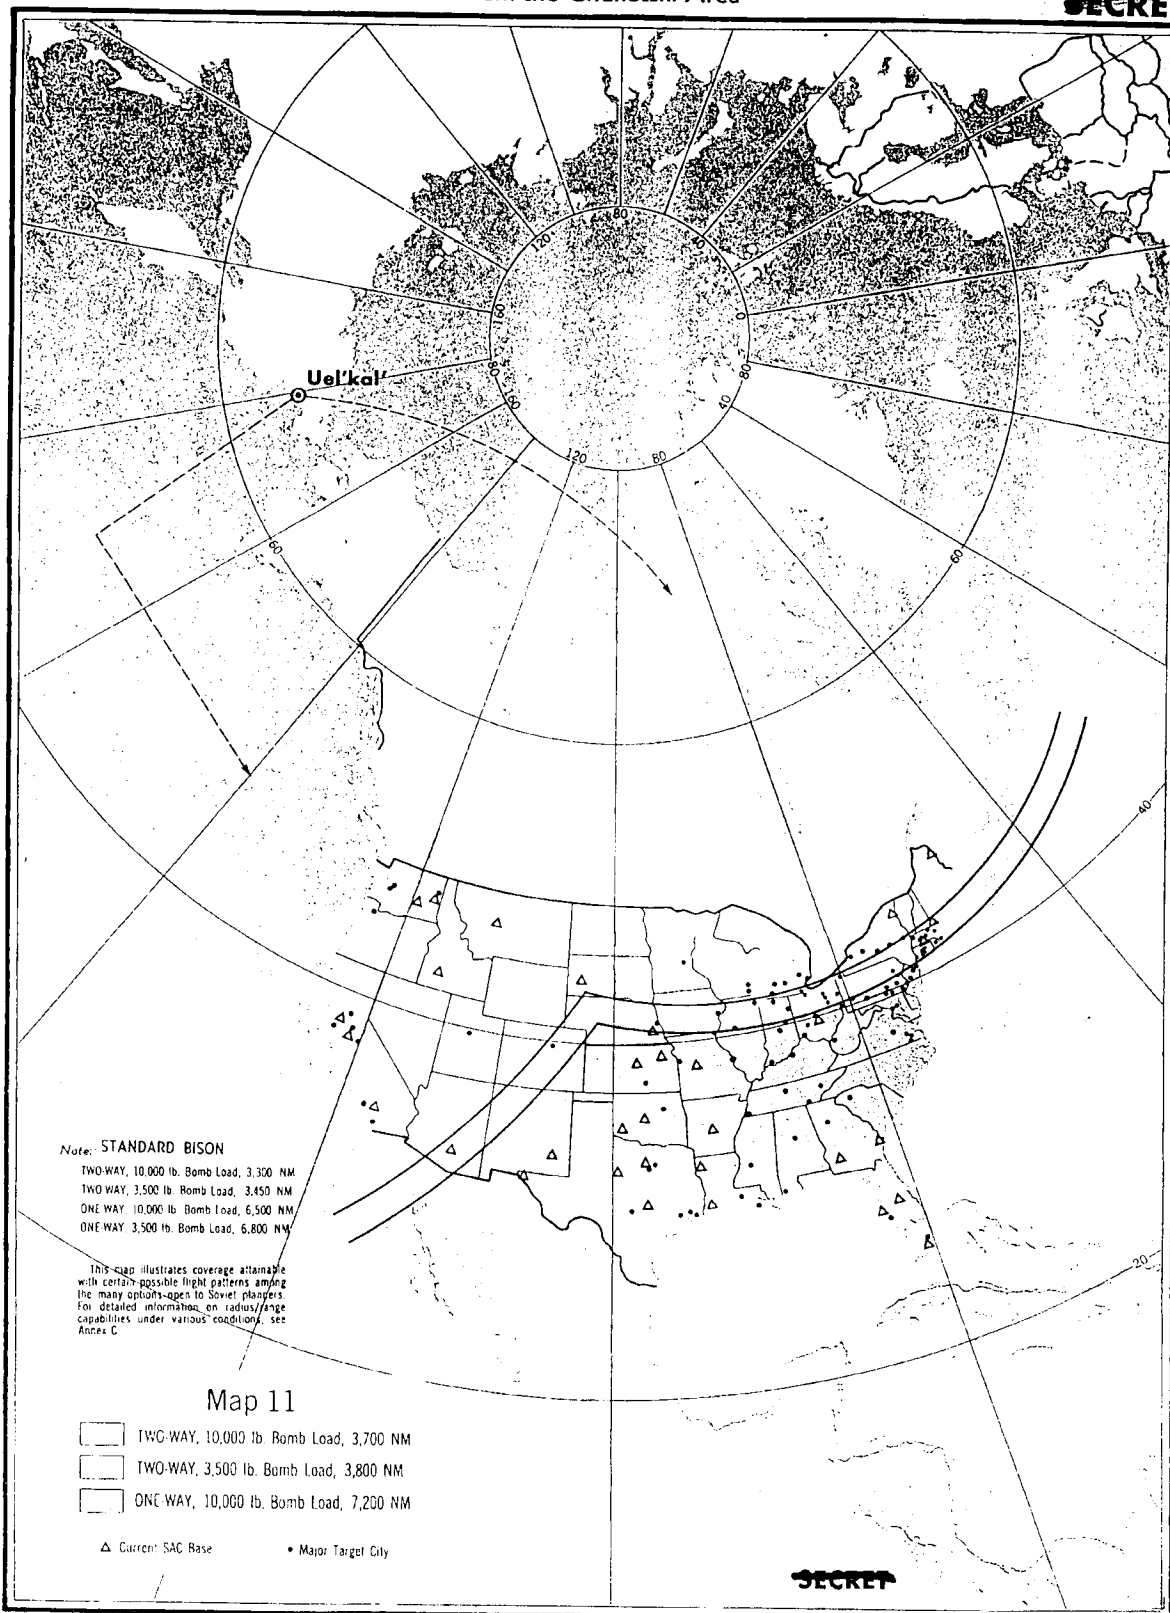 the Chukotski Area
SECRE
80
120
40
160
0
180
80
Uel'kal'
160
40
120
80
60
60
40
Note: STANDARD BISON
TWO-WAY, 10,000 lb. Bomb Load, 3,300 NM
TWO WAY, 3,500 lb. Bomb Load, 3,450 NM
ONE WAY, 10,000 lb. Bomb Load, 6,500 NM
ONE-WAY, 3,500 lb. Bomb Load, 6,800 NM
This map illustrates coverage attainable
with certain possible flight patterns among
the many options open to Soviet planners.
For detailed information on radius/range
capabilities under various conditions, see
Annex C
20
Map 11
TWO-WAY, 10,000 lb. Bomb Load, 3,700 NM
TWO-WAY, 3,500 lb. Bomb Load, 3,800 NM
ONE-WAY, 10,000 lb. Bomb Load, 7,200 NM
Current SAC Base
Major Target City
SECRET